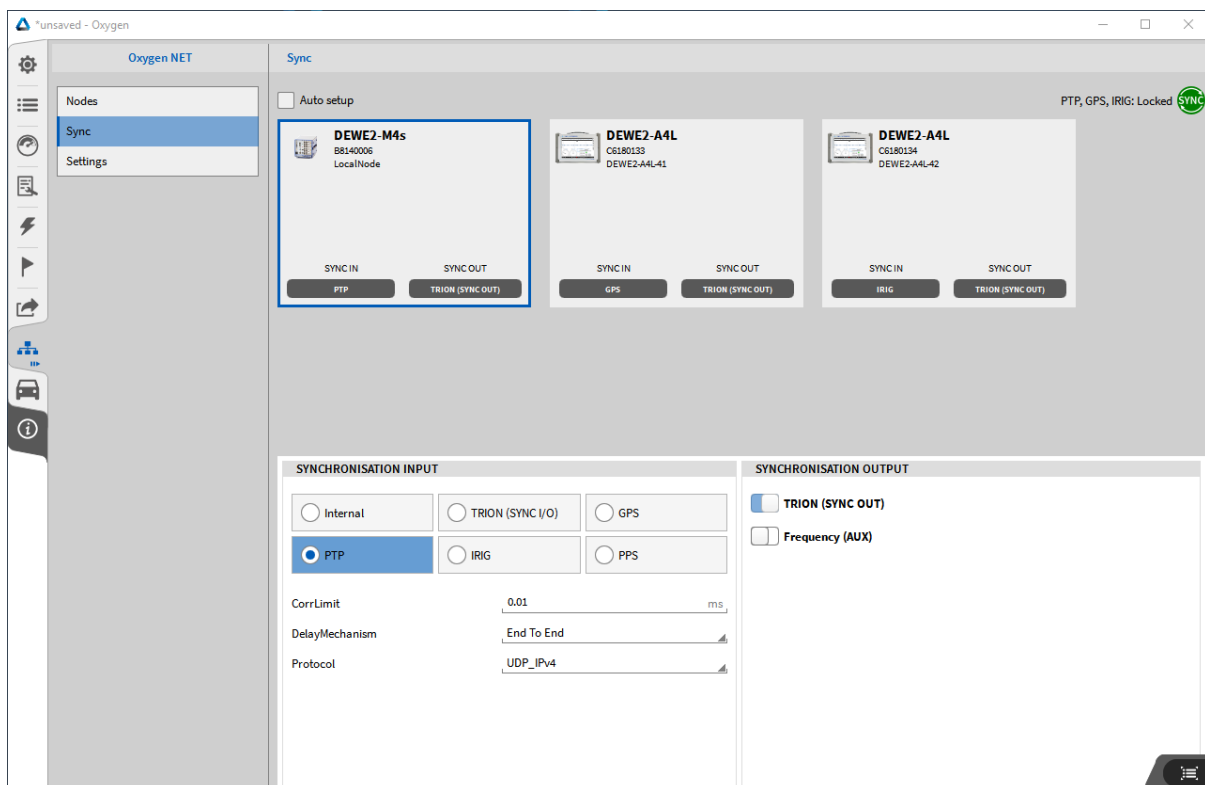 *unsaved - Oxygen
Oxygen NET
Sync
Nodes
Sync
Settings
Auto setup
PTP, GPS, IRIG: Locked SYNC
DEWE2-M4s
B8140006
LocalNode
SYNC IN SYNC OUT
PTP TRION (SYNC OUT)
DEWE2-A4L
C6180133
DEWE2-A4L-41
SYNC IN SYNC OUT
GPS TRION (SYNC OUT)
DEWE2-A4L
C6180134
DEWE2-A4L-42
SYNC IN SYNC OUT
IRIG TRION (SYNC OUT)
SYNCHRONISATION INPUT
Internal TRION (SYNC I/O) GPS
PTP IRIG PPS
CorrLimit 0.01 ms
DelayMechanism End To End
Protocol UDP_IPv4
SYNCHRONISATION OUTPUT
TRION (SYNC OUT)
Frequency (AUX)